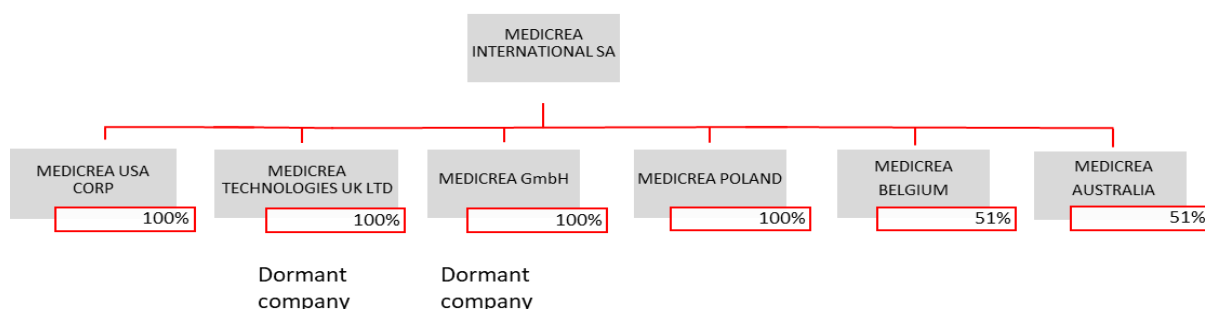 MEDICREA
INTERNATIONAL SA
MEDICREA USA
CORP
100%
MEDICREA
TECHNOLOGIES UK LTD
100%
MEDICREA GmbH
100%
MEDICREA POLAND
100%
MEDICREA
BELGIUM
51%
MEDICREA
AUSTRALIA
51%
Dormant
company
Dormant
company